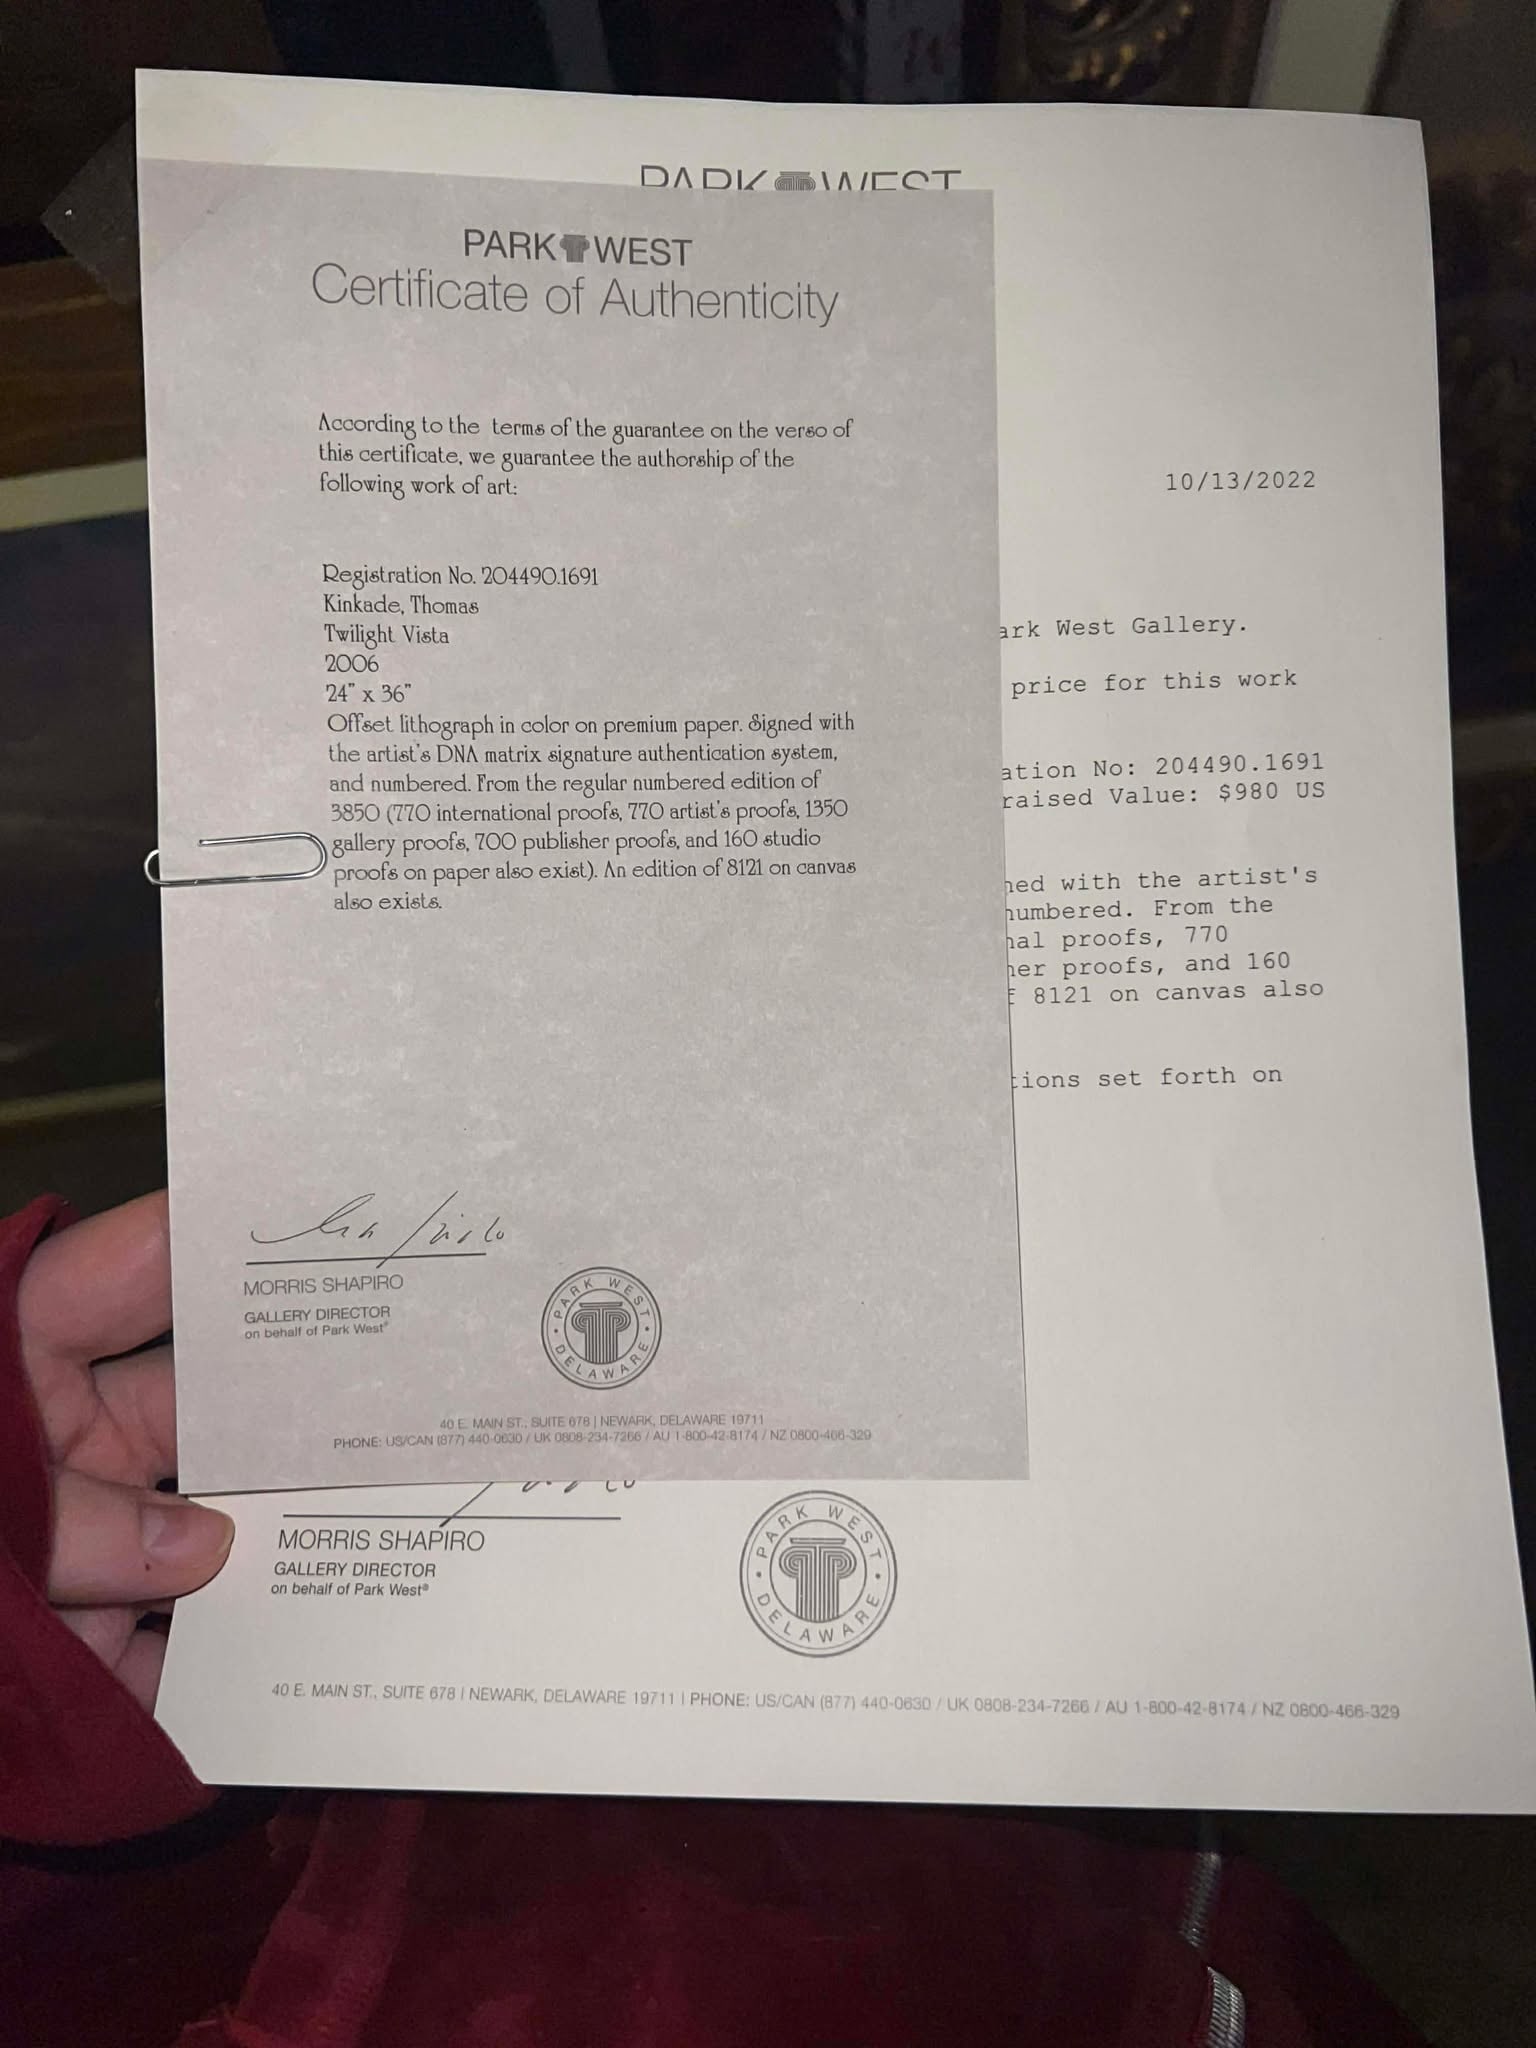 PARK WEST
PARK WEST
Certificate of Authenticity
According to the terms of the guarantee on the verso of
this certificate, we guarantee the authorship of the
following work of art:
Registration No. 204490.1691
Kinkade, Thomas
Twilight Vista
2006
24" x 36"
Offset lithograph in color on premium paper. Signed with
the artist's DNA matrix signature authentication system,
and numbered. From the regular numbered edition of
3850 (770 international proofs, 770 artist's proofs, 1350
gallery proofs, 700 publisher proofs, and 160 studio
proofs on paper also exist). An edition of 8121 on canvas
also exists.
MORRIS SHAPIRO
GALLERY DIRECTOR
on behalf of Park West®
PARK WEST
DELAWARE
40 E. MAIN ST., SUITE 678 | NEWARK, DELAWARE 19711
PHONE: US/CAN (877) 440-0630 / UK 0808-234-7266 / AU 1-800-42-8174 / NZ 0800-466-329
10/13/2022
ark West Gallery.
price for this work
ation No: 204490.1691
raised Value: $980 US
ned with the artist's
numbered. From the
nal proofs, 770
her proofs, and 160
f 8121 on canvas also
tions set forth on
MORRIS SHAPIRO
GALLERY DIRECTOR
on behalf of Park West®
PARK WEST
DELAWARE
40 E. MAIN ST., SUITE 678 | NEWARK, DELAWARE 19711 | PHONE: US/CAN (877) 440-0630 / UK 0808-234-7266 / AU 1-800-42-8174 / NZ 0800-466-329